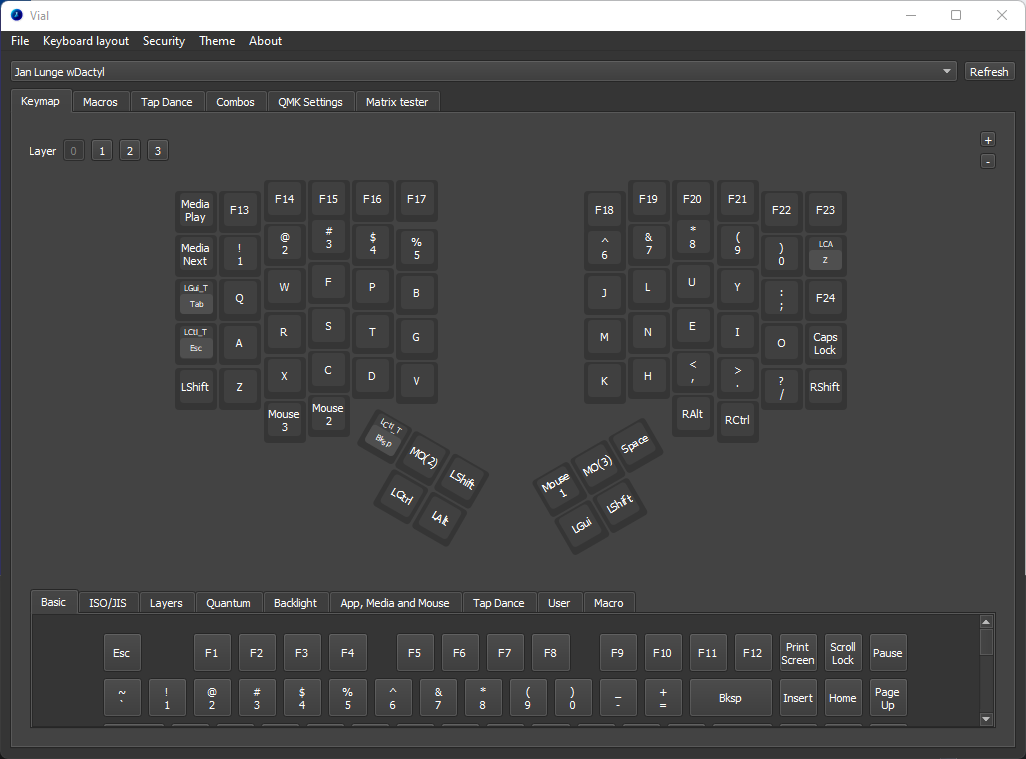 Vial
File Keyboard layout Security Theme About
Jan Lunge wDactyl Refresh
Keymap Macros Tap Dance Combos QMK Settings Matrix tester
Layer 0 1 2 3 +
-
Media Play F13 F14 F15 F16 F17 F18 F19 F20 F21 F22 F23
Media Next ! 1 @ 2 # 3 $ 4 % 5 ^ 6 & 7 * 8 ( 9 ) 0 LCA Z
LGui_T Tab Q W F P B J L U Y : ; F24
LCtl_T Esc A R S T G M N E I O Caps Lock
LShift Z X C D V K H < , > . ? / RShift
Mouse 3 Mouse 2 RAlt RCtrl
LCtl_T Bksp MO(2) LShift Mouse 1 MO(3) Space
LCtrl LAlt LGui LShift
Basic ISO/JIS Layers Quantum Backlight App, Media and Mouse Tap Dance User Macro
Esc F1 F2 F3 F4 F5 F6 F7 F8 F9 F10 F11 F12 Print Screen Scroll Lock Pause
~ ` ! 1 @ 2 # 3 $ 4 % 5 ^ 6 & 7 * 8 ( 9 ) 0 _ - + = Bksp Insert Home Page Up